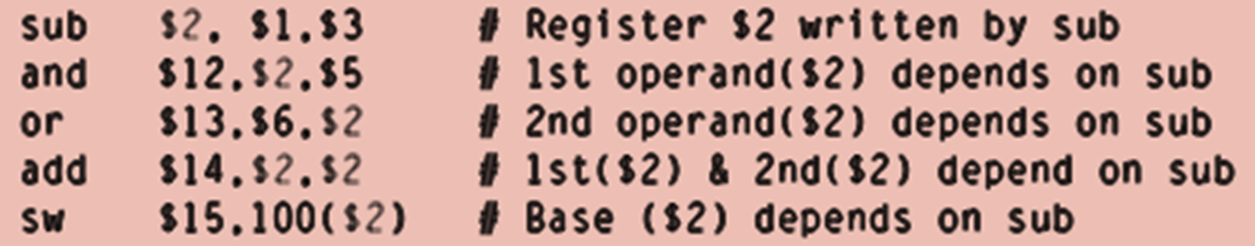 sub $2, $1,$3 # Register $2 written by sub
and $12,$2,$5 # 1st operand($2) depends on sub
or $13,$6,$2 # 2nd operand($2) depends on sub
add $14,$2,$2 # 1st($2) & 2nd($2) depend on sub
sw $15,100($2) # Base ($2) depends on sub